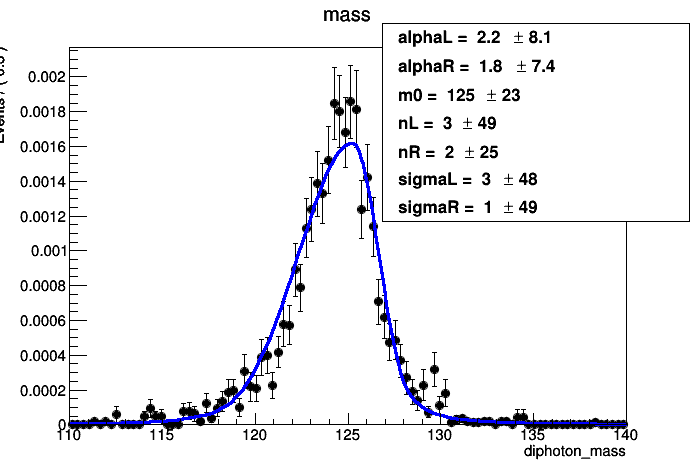 mass
alphaL = 2.2 ± 8.1
alphaR = 1.8 ± 7.4
m0 = 125 ± 23
nL = 3 ± 49
nR = 2 ± 25
sigmaL = 3 ± 48
sigmaR = 1 ± 49
Events / (
0.002
0.0018
0.0016
0.0014
0.0012
0.001
0.0008
0.0006
0.0004
0.0002
0
110 115 120 125 130 135 140
diphoton_mass